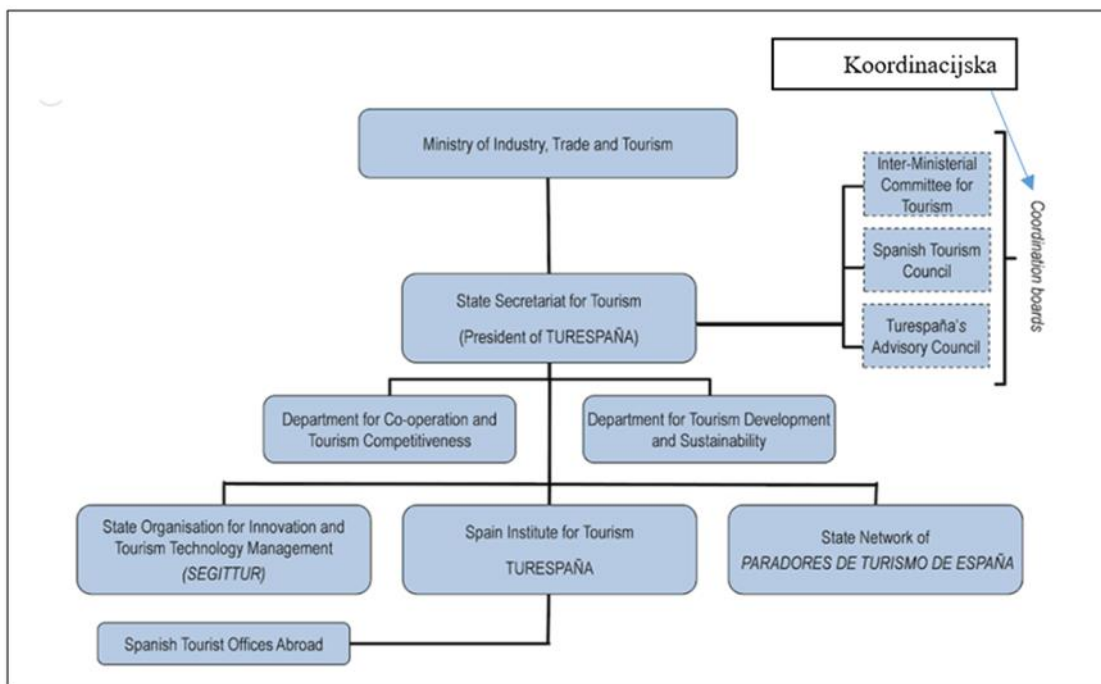 Koordinacijska
Ministry of Industry, Trade and Tourism
Inter-Ministerial
Committee for
Tourism
Spanish Tourism
Council
Turespaña's
Advisory Council
Coordination boards
State Secretariat for Tourism
(President of TURESPAÑA)
Department for Co-operation and
Tourism Competitiveness
Department for Tourism Development
and Sustainability
State Organisation for Innovation and
Tourism Technology Management
(SEGITTUR)
Spain Institute for Tourism
TURESPAÑA
State Network of
PARADORES DE TURISMO DE ESPAÑA
Spanish Tourist Offices Abroad